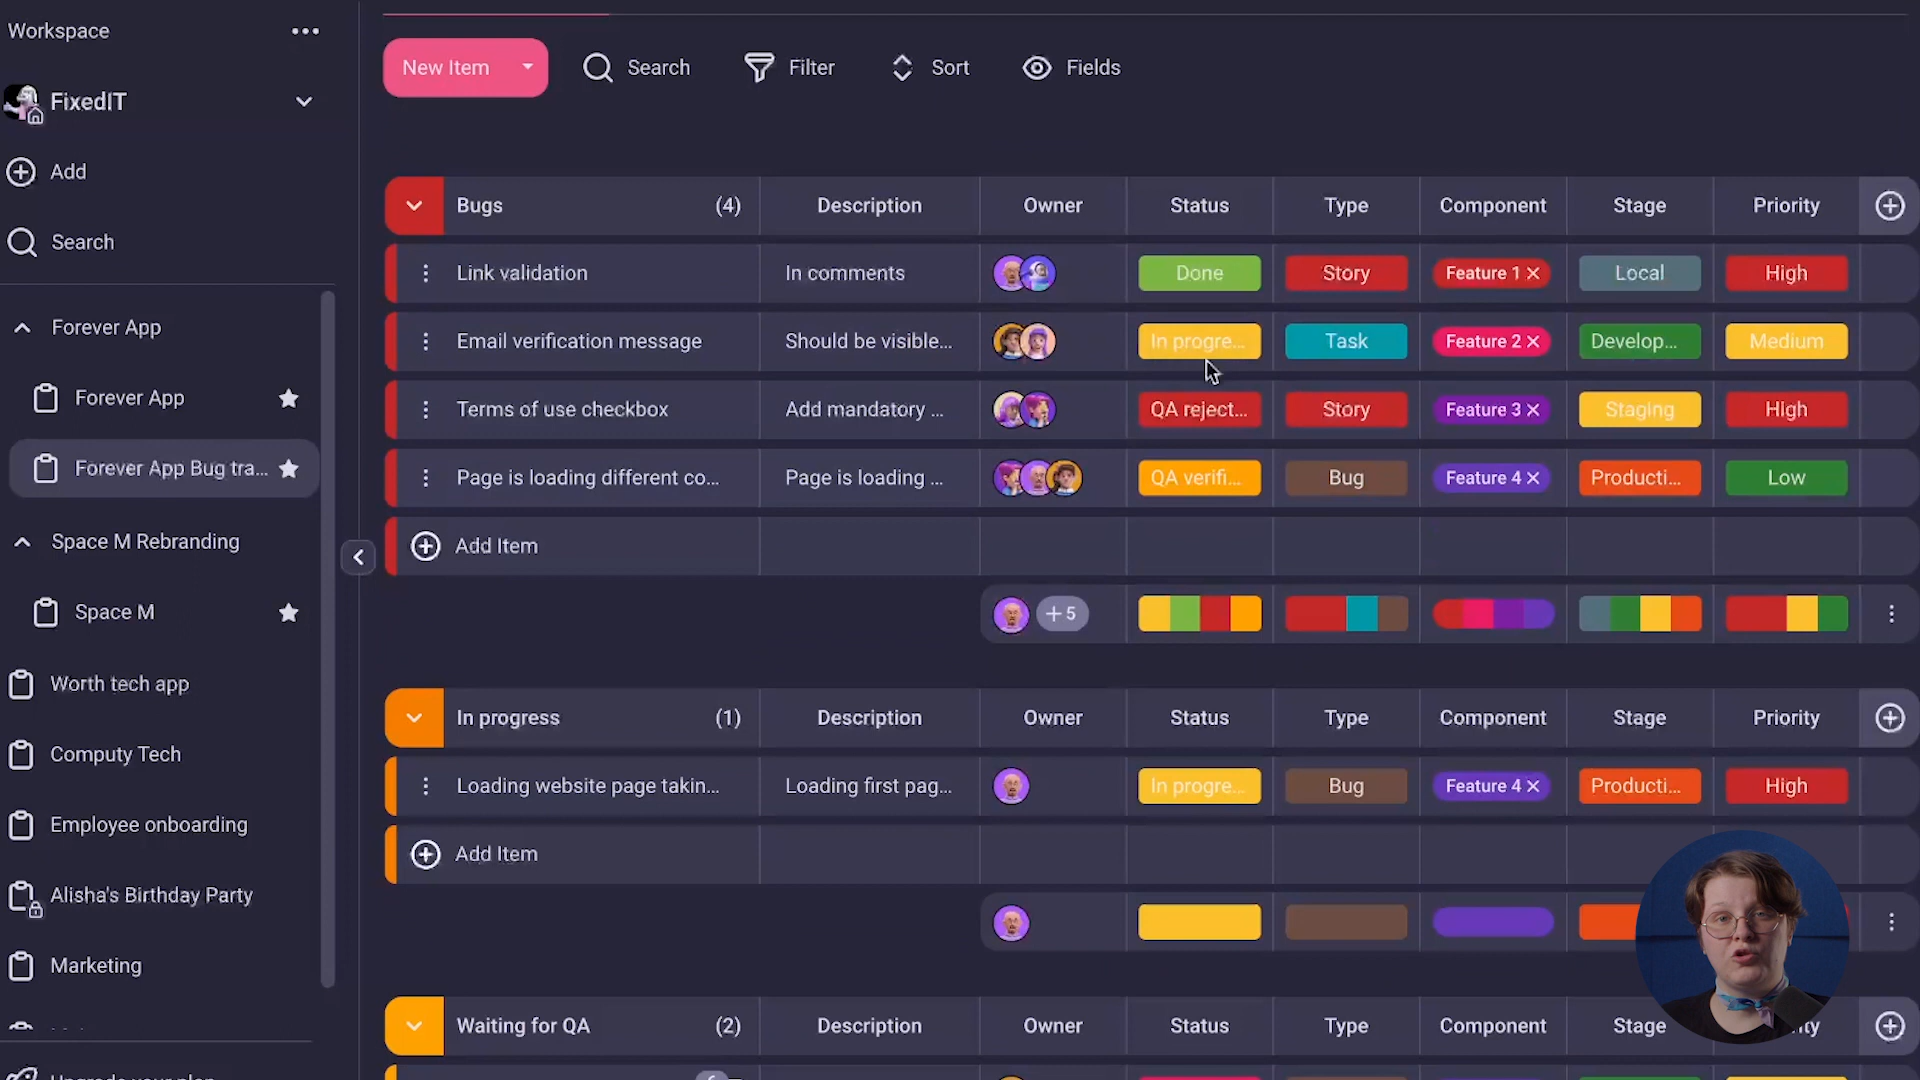 Workspace
FixedIT
Add
Search
Forever App
Forever App
Forever App Bug tra...
Space M Rebranding
Space M
Worth tech app
Computy Tech
Employee onboarding
Alisha's Birthday Party
Marketing
Upgrade your plan
New Item
Search
Filter
Sort
Fields
Bugs (4) Description Owner Status Type Component Stage Priority
Link validation In comments Done Story Feature 1 Local High
Email verification message Should be visible... In progre... Task Feature 2 Develop... Medium
Terms of use checkbox Add mandatory ... QA reject... Story Feature 3 Staging High
Page is loading different co... Page is loading ... QA verifi... Bug Feature 4 Producti... Low
Add Item
+5
In progress (1) Description Owner Status Type Component Stage Priority
Loading website page takin... Loading first pag... In progre... Bug Feature 4 Producti... High
Add Item
Waiting for QA (2) Description Owner Status Type Component Stage